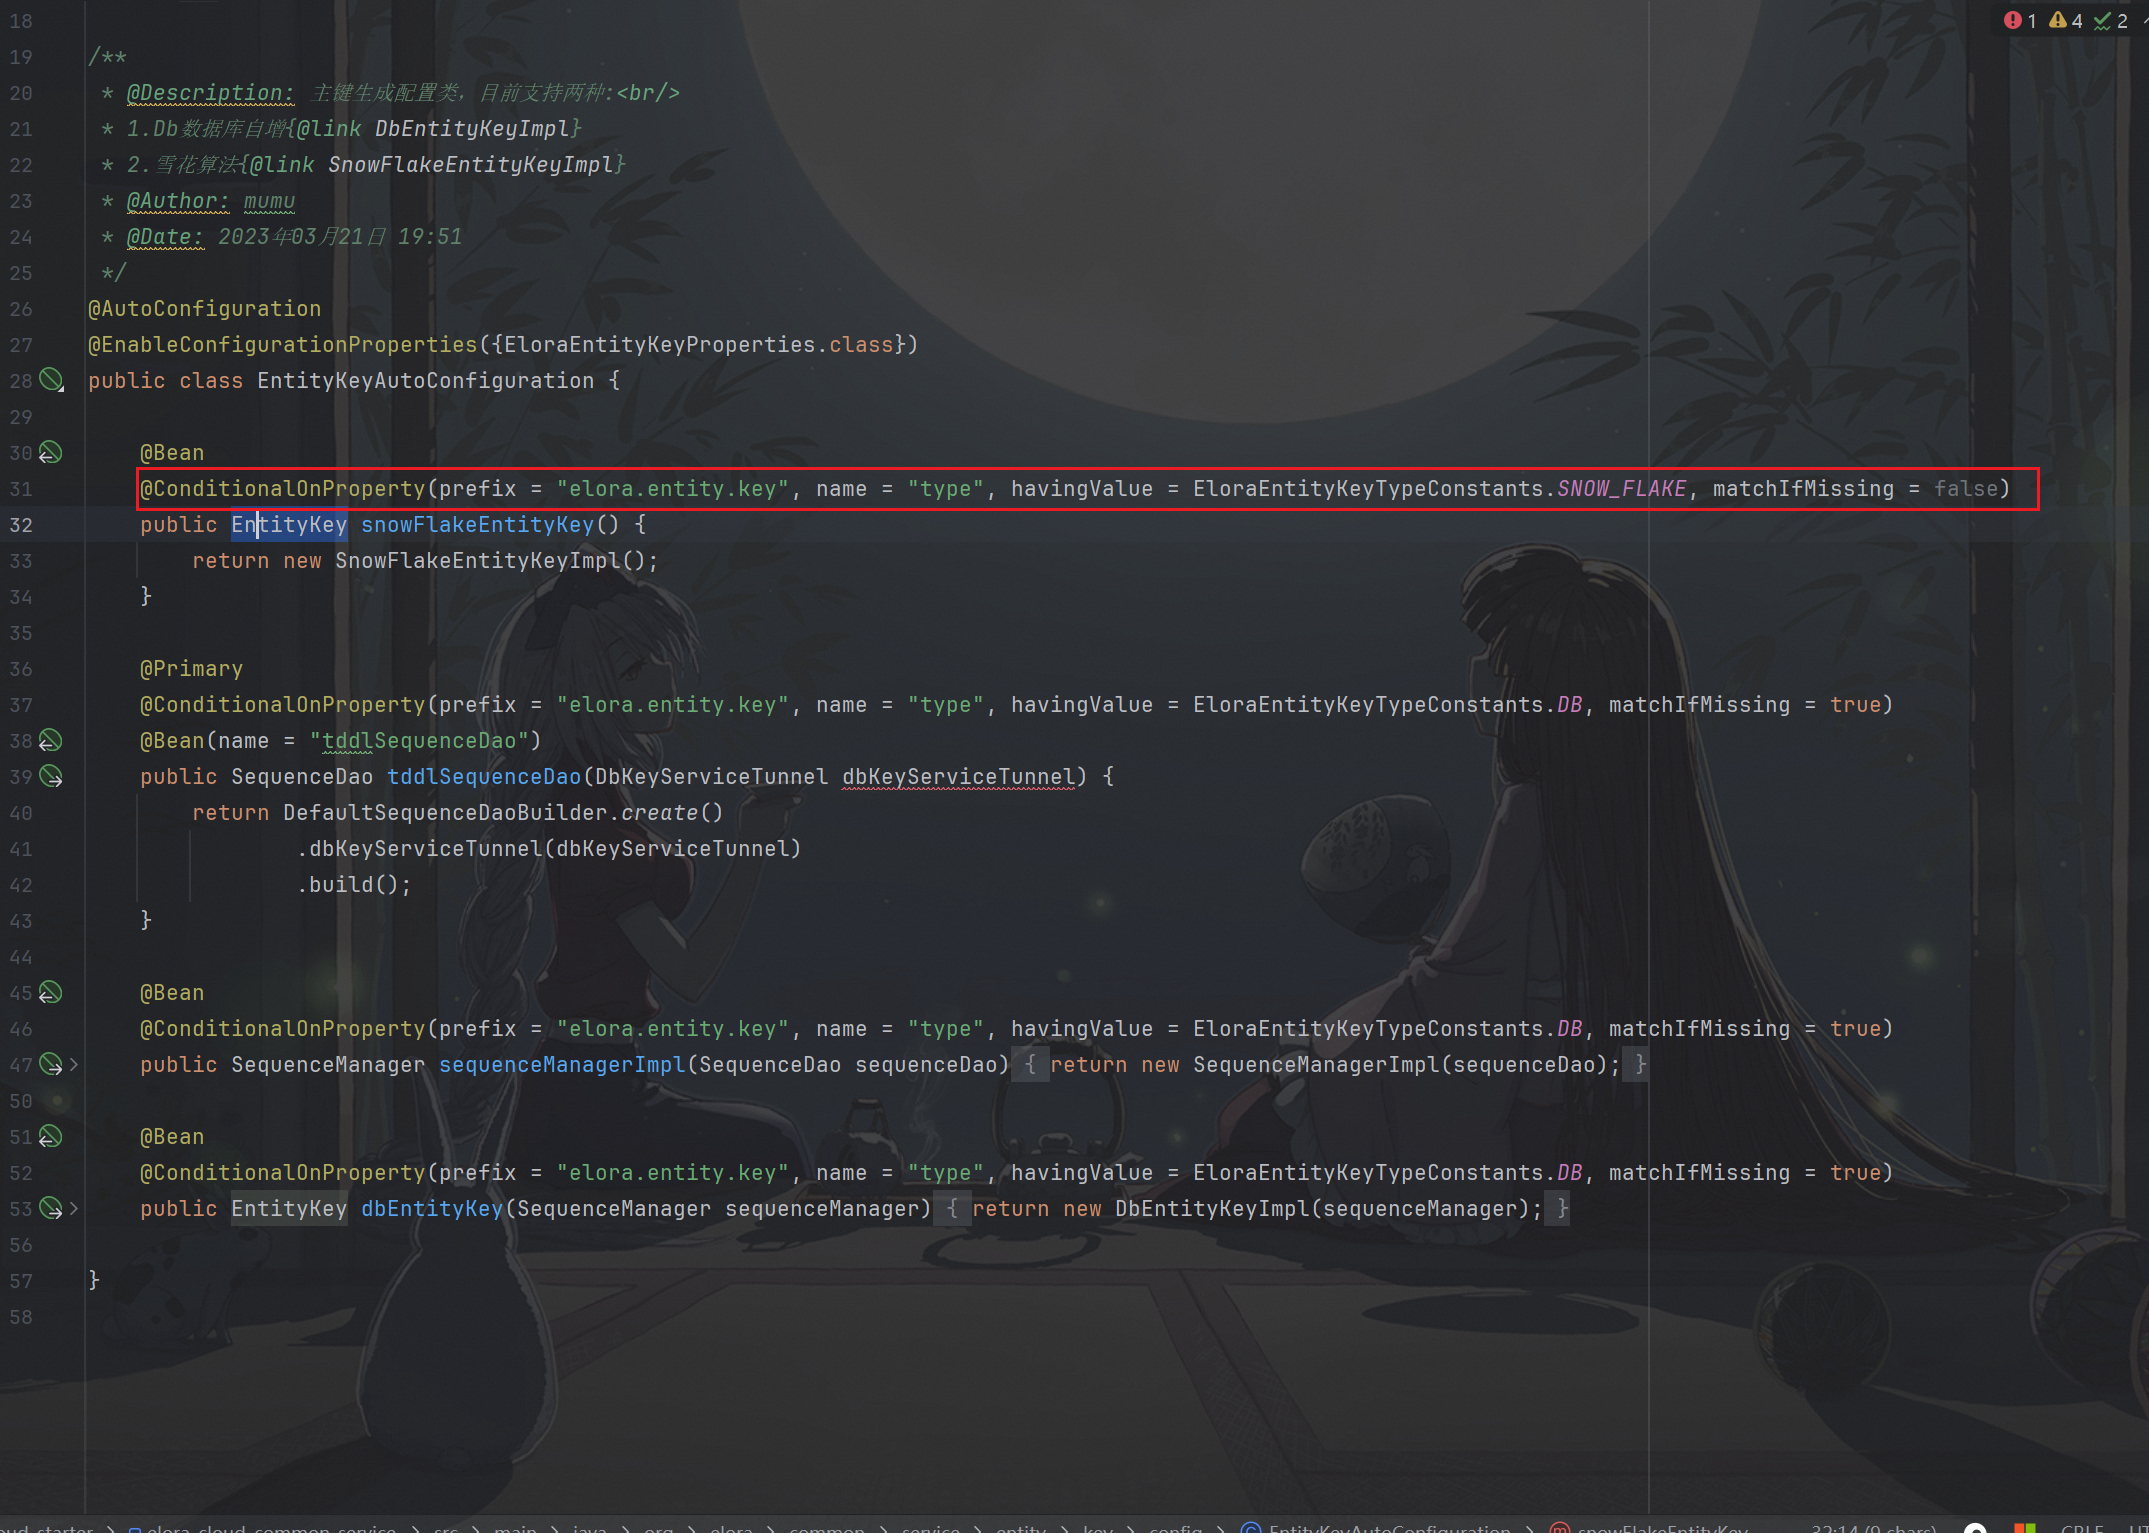 1 4 2
18
19 /**
20 * @Description: 主键生成配置类，目前支持两种:<br/>
21 * 1.Db数据库自增{@link DbEntityKeyImpl}
22 * 2.雪花算法{@link SnowFlakeEntityKeyImpl}
23 * @Author: mumu
24 * @Date: 2023年03月21日 19:51
25 */
26 @AutoConfiguration
27 @EnableConfigurationProperties({EloraEntityKeyProperties.class})
28 public class EntityKeyAutoConfiguration {
29
30 @Bean
31 @ConditionalOnProperty(prefix = "elora.entity.key", name = "type", havingValue = EloraEntityKeyTypeConstants.SNOW_FLAKE, matchIfMissing = false)
32 public EntityKey snowFlakeEntityKey() {
33 return new SnowFlakeEntityKeyImpl();
34 }
35
36 @Primary
37 @ConditionalOnProperty(prefix = "elora.entity.key", name = "type", havingValue = EloraEntityKeyTypeConstants.DB, matchIfMissing = true)
38 @Bean(name = "tddlSequenceDao")
39 public SequenceDao tddlSequenceDao(DbKeyServiceTunnel dbKeyServiceTunnel) {
40 return DefaultSequenceDaoBuilder.create()
41 .dbKeyServiceTunnel(dbKeyServiceTunnel)
42 .build();
43 }
44
45 @Bean
46 @ConditionalOnProperty(prefix = "elora.entity.key", name = "type", havingValue = EloraEntityKeyTypeConstants.DB, matchIfMissing = true)
47 public SequenceManager sequenceManagerImpl(SequenceDao sequenceDao) { return new SequenceManagerImpl(sequenceDao); }
50
51 @Bean
52 @ConditionalOnProperty(prefix = "elora.entity.key", name = "type", havingValue = EloraEntityKeyTypeConstants.DB, matchIfMissing = true)
53 public EntityKey dbEntityKey(SequenceManager sequenceManager) { return new DbEntityKeyImpl(sequenceManager); }
56
57 }
58
elora-cloud-common-service > src > main > java > org > elora > common > service > entity > key > config > EntityKeyAutoConfiguration > snowFlakeEntityKey 32:14 (9 chars) CRLF